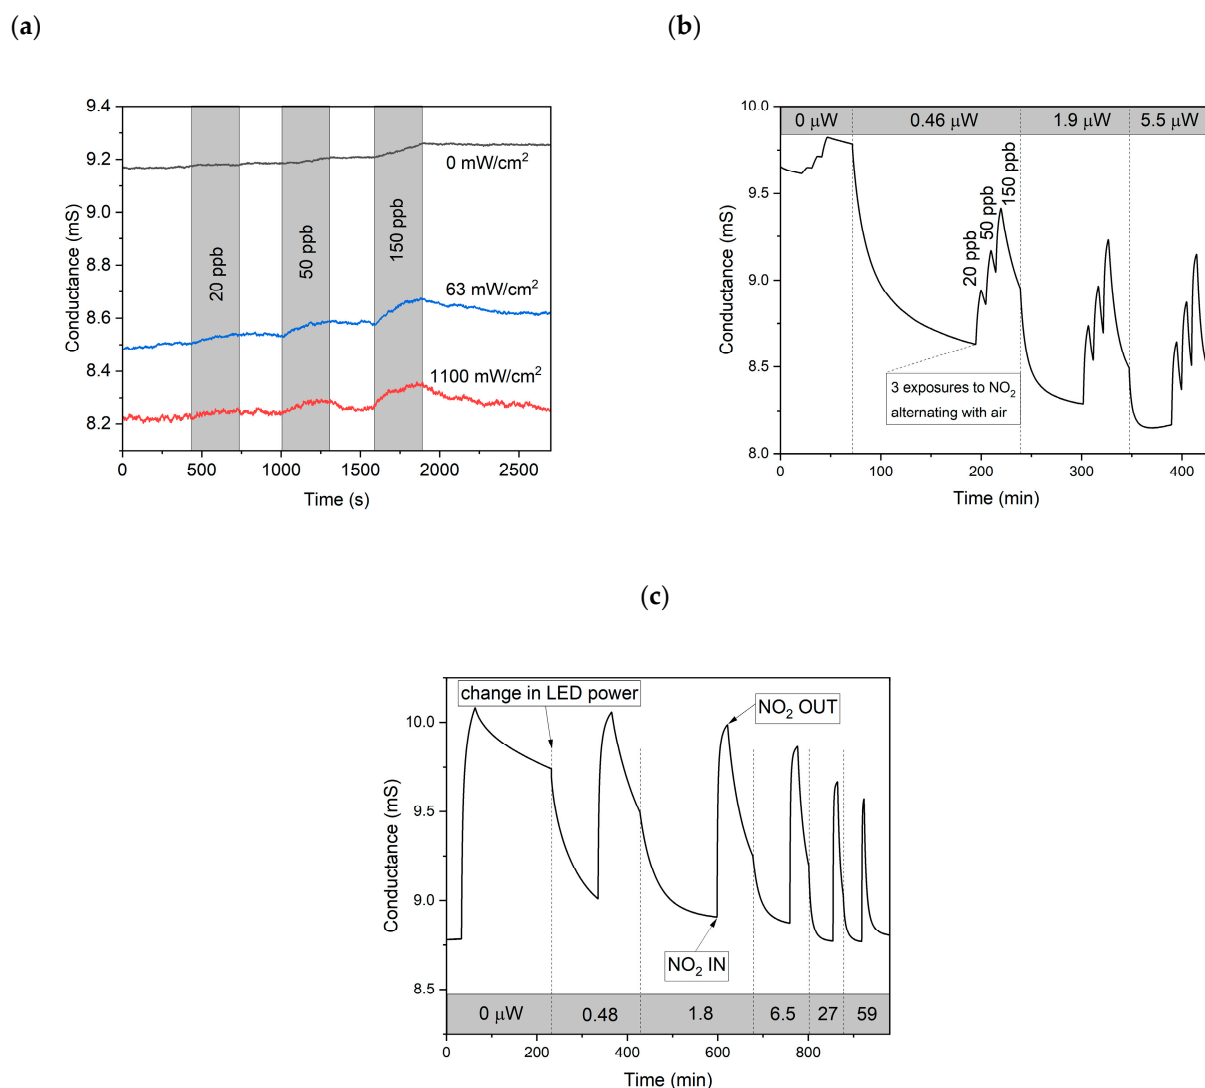 (a)
9.4
9.2
9.0
8.8
8.6
8.4
8.2
Conductance (mS)
0 mW/cm²
63 mW/cm²
1100 mW/cm²
20 ppb
50 ppb
150 ppb
0
500
1000
1500
2000
2500
Time (s)
(b)
10.0
9.5
9.0
8.5
8.0
Conductance (mS)
0 μW
0.46 μW
1.9 μW
5.5 μW
20 ppb
50 ppb
150 ppb
3 exposures to NO₂
alternating with air
0
100
200
300
400
Time (min)
(c)
10.0
9.5
9.0
8.5
Conductance (mS)
change in LED power
NO₂ OUT
NO₂ IN
0 μW
0.48
1.8
6.5
27
59
0
200
400
600
800
Time (min)